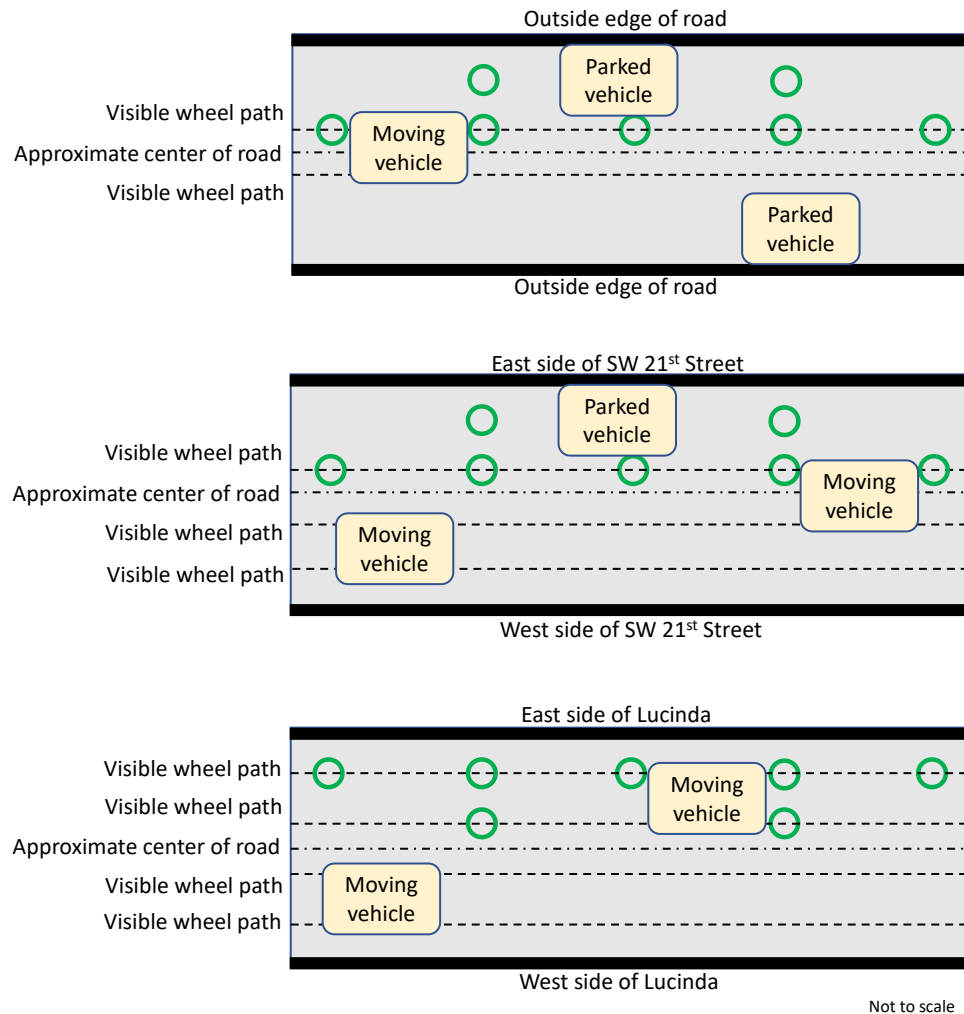 Outside edge of road
Parked
vehicle
Visible wheel path
Moving
vehicle
Approximate center of road
Visible wheel path
Parked
vehicle
Outside edge of road
East side of SW 21st Street
Parked
vehicle
Visible wheel path
Approximate center of road
Moving
vehicle
Visible wheel path
Moving
vehicle
Visible wheel path
West side of SW 21st Street
East side of Lucinda
Visible wheel path
Moving
vehicle
Visible wheel path
Approximate center of road
Visible wheel path
Moving
vehicle
Visible wheel path
West side of Lucinda
Not to scale